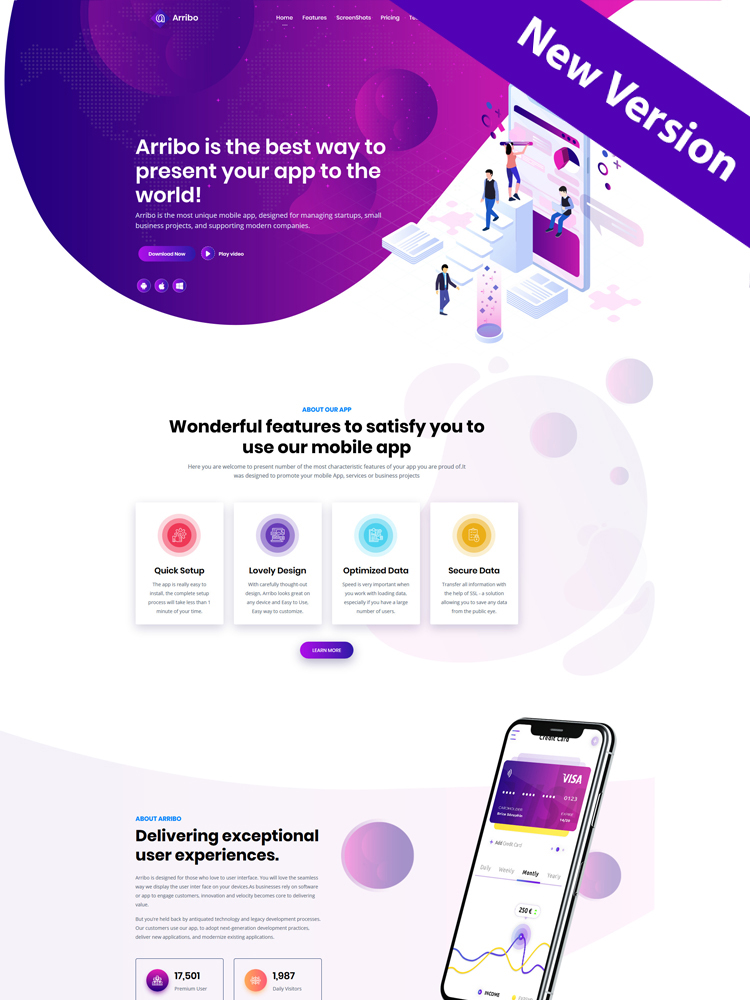 Arribo
Home Features ScreenShots Pricing
New Version
Arribo is the best way to
present your app to the
world!
Arribo is the most unique mobile app, designed for managing startups, small
business projects, and supporting modern companies.
Download Now
Play video
ABOUT OUR APP
Wonderful features to satisfy you to
use our mobile app
Here you are welcome to present number of the most characteristic features of your app you are proud of.It
was designed to promote your mobile App, services or business projects
Quick Setup
The app is really easy to
install, the complete setup
process will take less than 1
minute of your time.
Lovely Design
With carefully thought-out
design, Arribo looks great on
any device and Easy to Use,
Easy way to customize.
Optimized Data
Speed is very important when
you work with loading data,
especially if you have a large
number of users.
Secure Data
Transfer all information with
the help of SSL - a solution
allowing you to save any data
from the public eye.
LEARN MORE
ABOUT ARRIBO
Delivering exceptional
user experiences.
Arribo is designed for those who love to user interface. You will love the seamless
way we display the user inter face on your devices.As businesses rely on software
or app to engage customers, innovation and velocity becomes core to delivering
value.
But you're held back by antiquated technology and legacy development processes.
Our customers use our app, to adopt next-generation development practices,
deliver new applications, and modernize existing applications.
17,501
Premium User
1,987
Daily Visitors
Credit Card
VISA
0123
CARDHOLDER
Add Credit Card
Daily Weekly Montly Yearly
250 €
INCOME